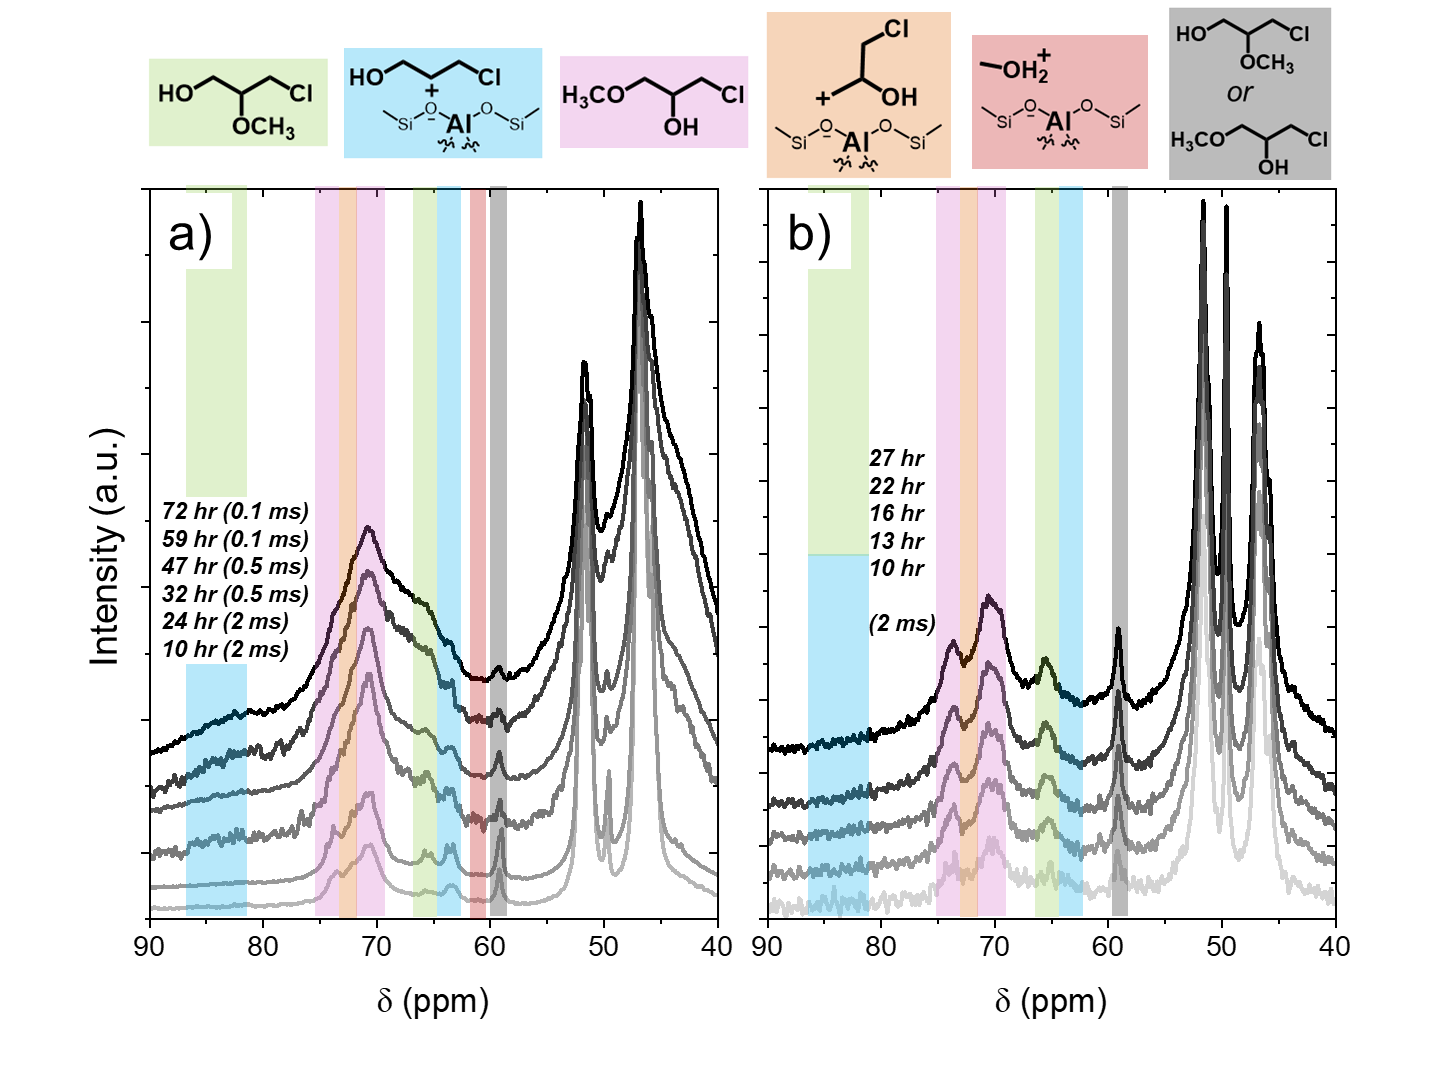 HO Cl
OCH3
HO Cl
+
Si O Al O Si
H3CO Cl
OH
Cl
+ OH
Si O Al O Si
OH2+
Si O Al O Si
HO Cl
OCH3
or
H3CO Cl
OH
a)
72 hr (0.1 ms)
59 hr (0.1 ms)
47 hr (0.5 ms)
32 hr (0.5 ms)
24 hr (2 ms)
10 hr (2 ms)
Intensity (a.u.)
90 80 70 60 50 40
δ (ppm)
b)
27 hr
22 hr
16 hr
13 hr
10 hr
(2 ms)
90 80 70 60 50 40
δ (ppm)